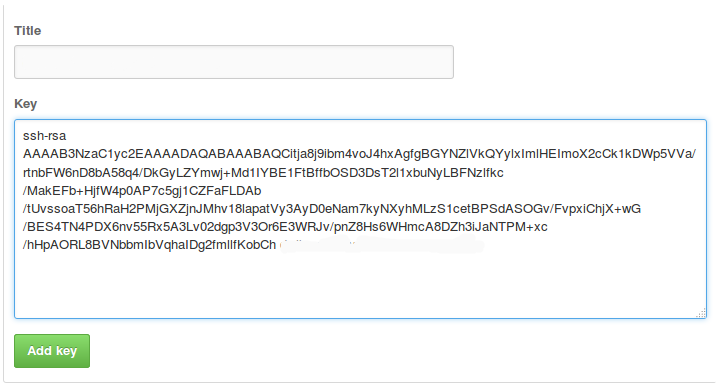 Title
Key
ssh-rsa
AAAAB3NzaC1yc2EAAAADAQABAAABAQCitja8j9ibm4voJ4hxAgfgBGYNZlVkQYylxImlHEImoX2cCk1kDWp5VVa/
rtnbFW6nD8bA58q4/DkGyLZYmwj+Md1IYBE1FtBffbOSD3DsT2l1xbuNyLBFNzlfkc
/MakEFb+HjfW4p0AP7c5gj1CZFaFLDAb
/tUvssoaT56hRaH2PMjGXZjnJMhv18lapatVy3AyD0eNam7kyNXyhMLzS1cetBPSdASOGv/FvpxiChjX+wG
/BES4TN4PDX6nv55Rx5A3Lv02dgp3V3Or6E3WRJv/pnZ8Hs6WHmcA8DZh3iJaNTPM+xc
/hHpAORL8BVNbbmIbVqhaIDg2fmllfKobCh
Add key